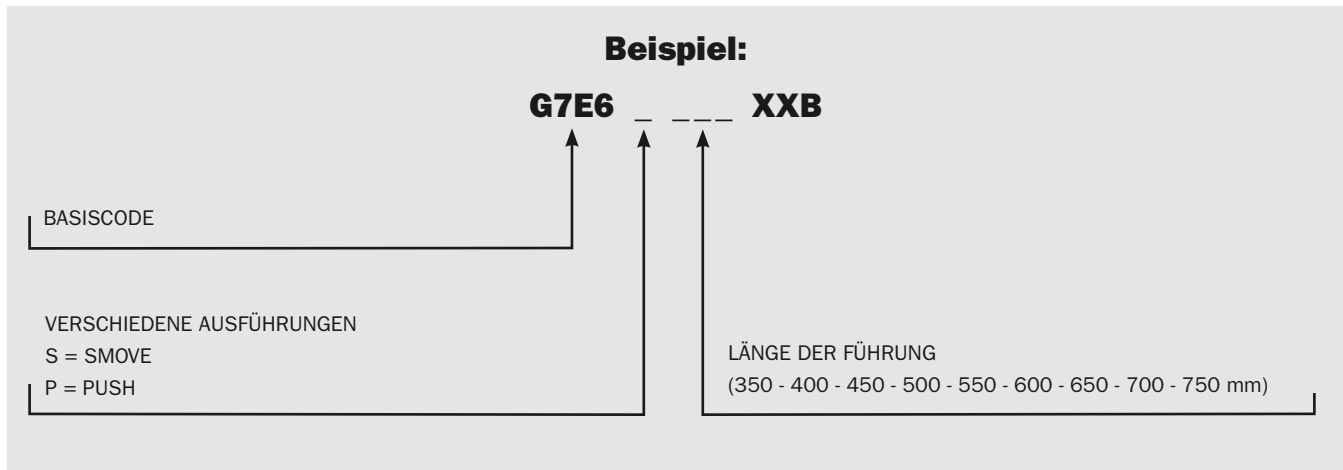 Beispiel:
G7E6 _ ___ XXB
BASISCODE
VERSCHIEDENE AUSFÜHRUNGEN
S = SMOVE
P = PUSH
LÄNGE DER FÜHRUNG
(350 - 400 - 450 - 500 - 550 - 600 - 650 - 700 - 750 mm)